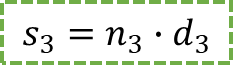 s₃ = n₃ · d₃